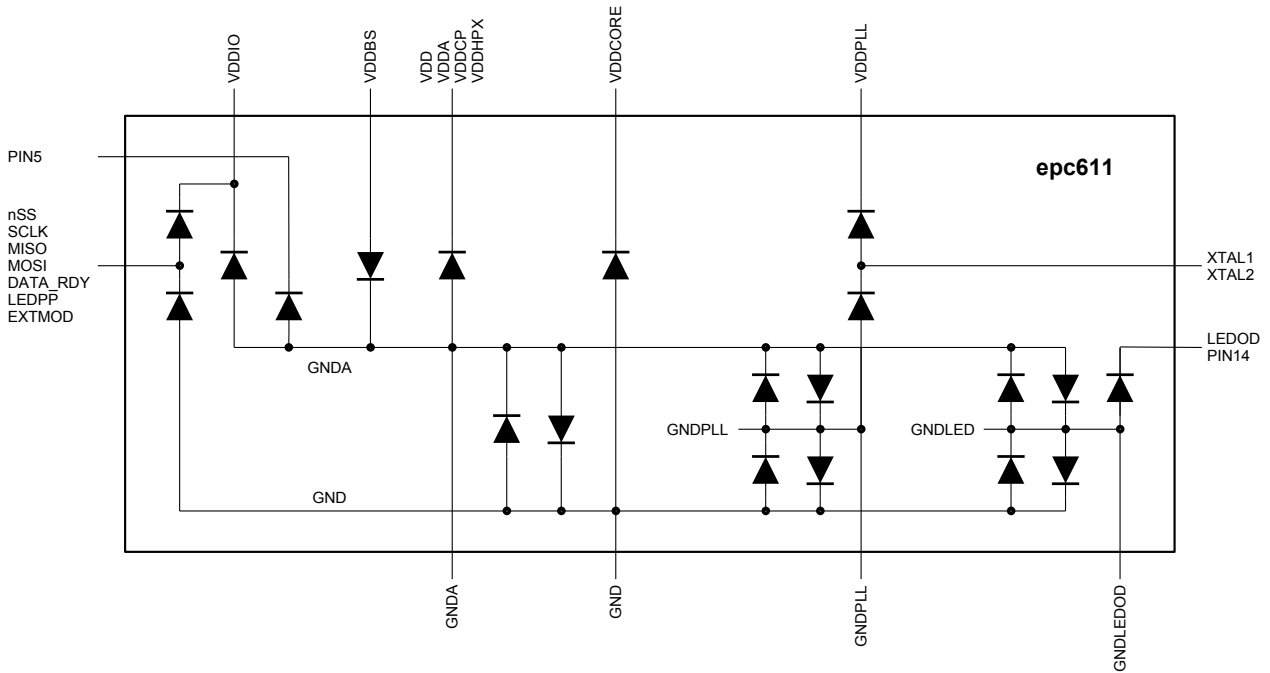 VDDIO
VDDBS
VDD
VDDA
VDDCP
VDDHPX
VDDCORE
VDDPLL
PIN5
epc611
nSS
SCLK
MISO
MOSI
DATA_RDY
LEDPP
EXTMOD
XTAL1
XTAL2
LEDOD
PIN14
GNDA
GNDPLL
GNDLED
GND
GNDA
GND
GNDPLL
GNDLEDOD